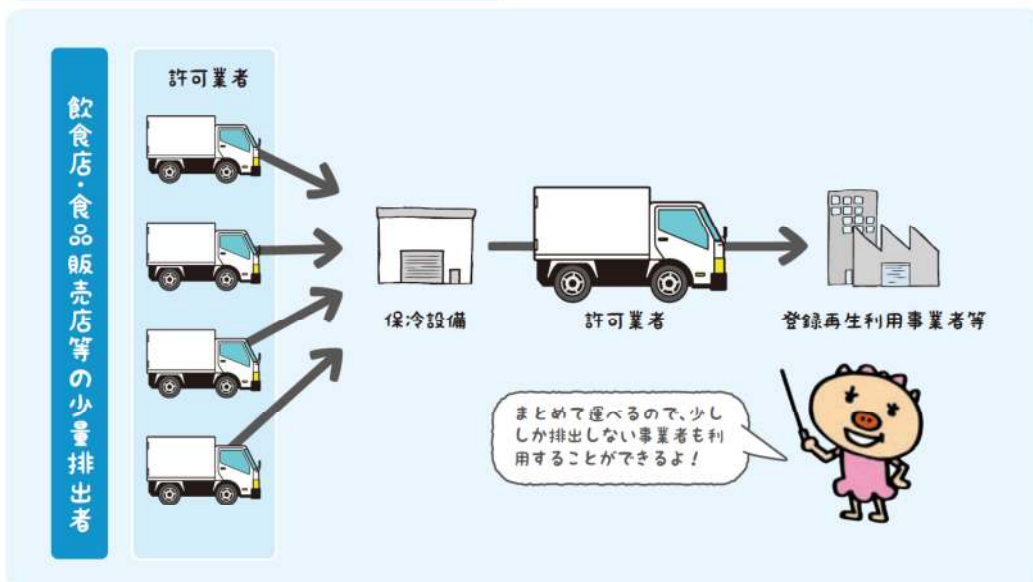 飲食店・食品販売店等の少量排出者
許可業者
保冷設備
許可業者
登録再生利用事業者等
まとめて運べるので、少し
しか排出しない事業者も利
用することができるよ!